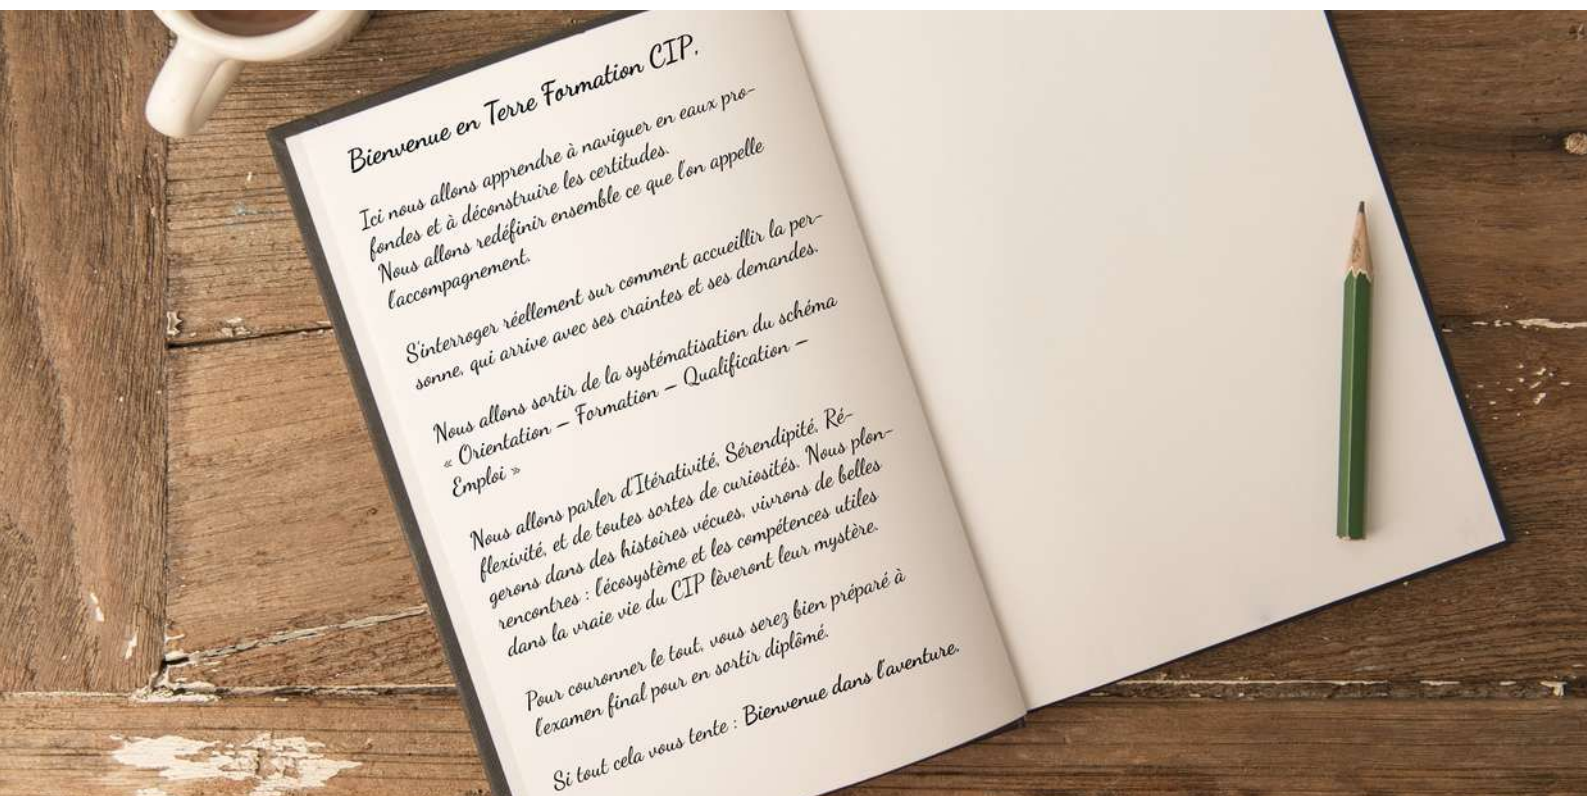 Bienvenue en Terre Formation CIP.
Ici nous allons apprendre à naviguer en eaux pro-
fondes et à déconstruire les certitudes.
Nous allons redéfinir ensemble ce que l'on appelle
l'accompagnement.
S'interroger réellement sur comment accueillir la per-
sonne, qui arrive avec ses craintes et ses demandes.
Nous allons sortir de la systématisation du schéma
« Orientation – Formation – Qualification –
Emploi »
Nous allons parler d'Itérativité, Sérendipité, Ré-
flexivité, et de toutes sortes de curiosités. Nous plon-
gerons dans des histoires vécues, vivrons de belles
rencontres : l'écosystème et les compétences utiles
dans la vraie vie du CIP lèveront leur mystère.
Pour couronner le tout, vous serez bien préparé à
l'examen final pour en sortir diplômé.
Si tout cela vous tente : Bienvenue dans l'aventure.